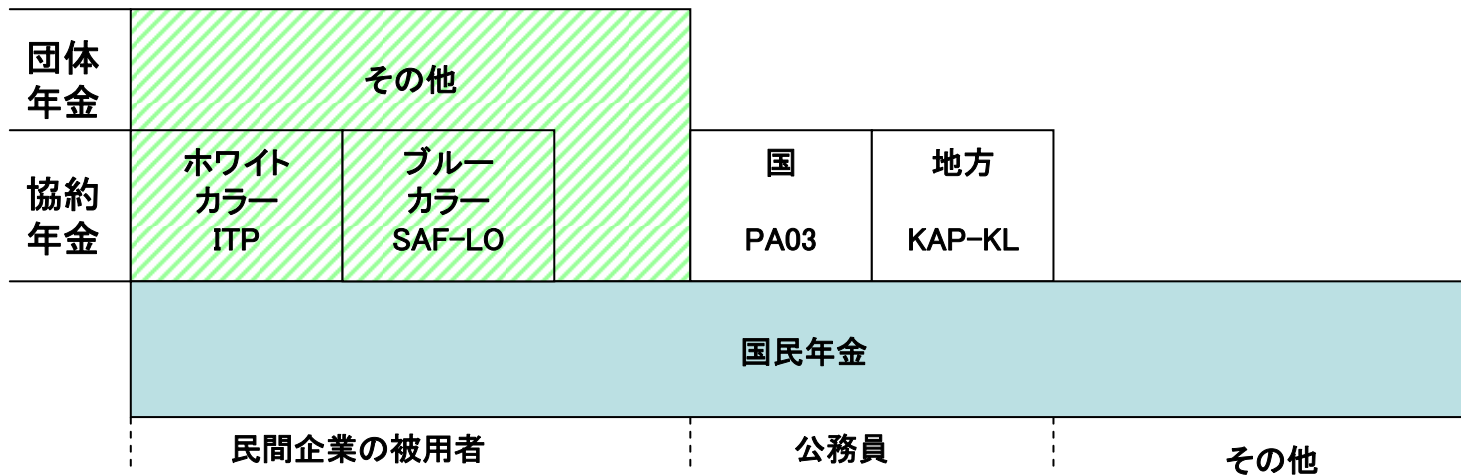 団体
年金
その他
協約
年金
ホワイト
カラー
ITP
ブルー
カラー
SAF-LO
国
PA03
地方
KAP-KL
国民年金
民間企業の被用者
公務員
その他